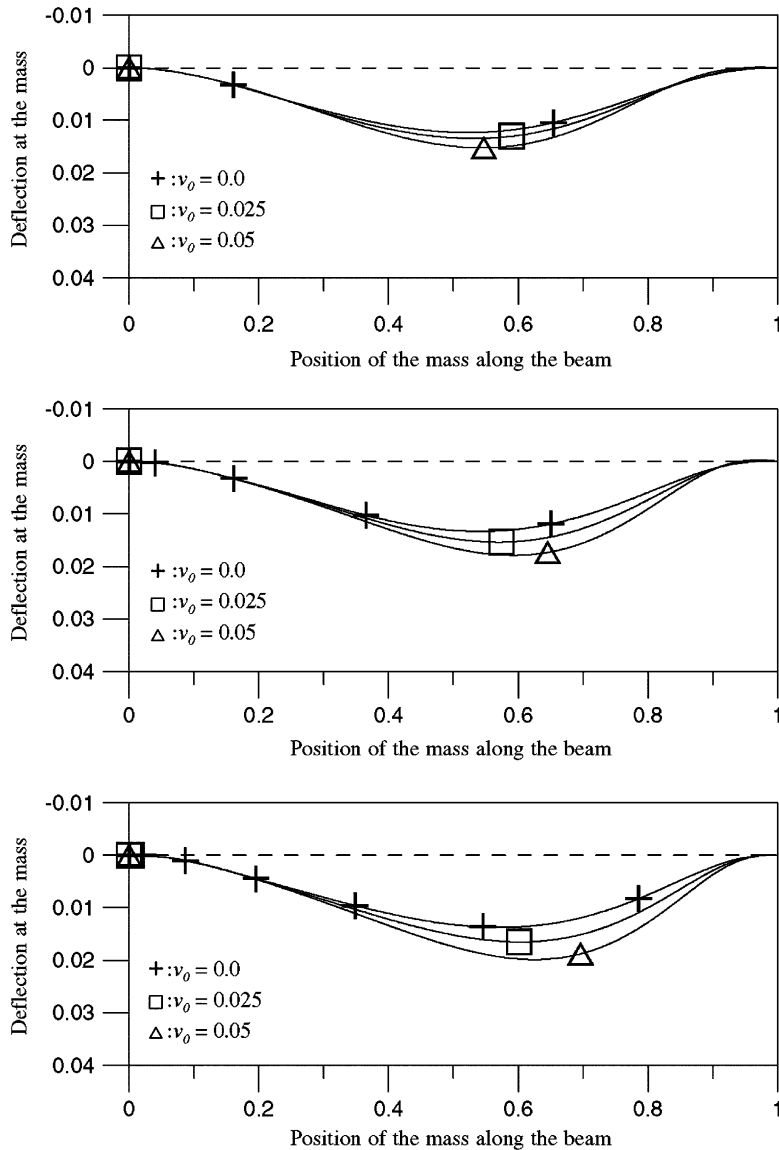 -0.01
0
0.01
0.02
0.03
0.04
Deflection at the mass
+ :v₀ = 0.0
□ :v₀ = 0.025
△ :v₀ = 0.05
0 0.2 0.4 0.6 0.8 1
Position of the mass along the beam
-0.01
0
0.01
0.02
0.03
0.04
Deflection at the mass
+ :v₀ = 0.0
□ :v₀ = 0.025
△ :v₀ = 0.05
0 0.2 0.4 0.6 0.8 1
Position of the mass along the beam
-0.01
0
0.01
0.02
0.03
0.04
Deflection at the mass
+ :v₀ = 0.0
□ :v₀ = 0.025
△ :v₀ = 0.05
0 0.2 0.4 0.6 0.8 1
Position of the mass along the beam